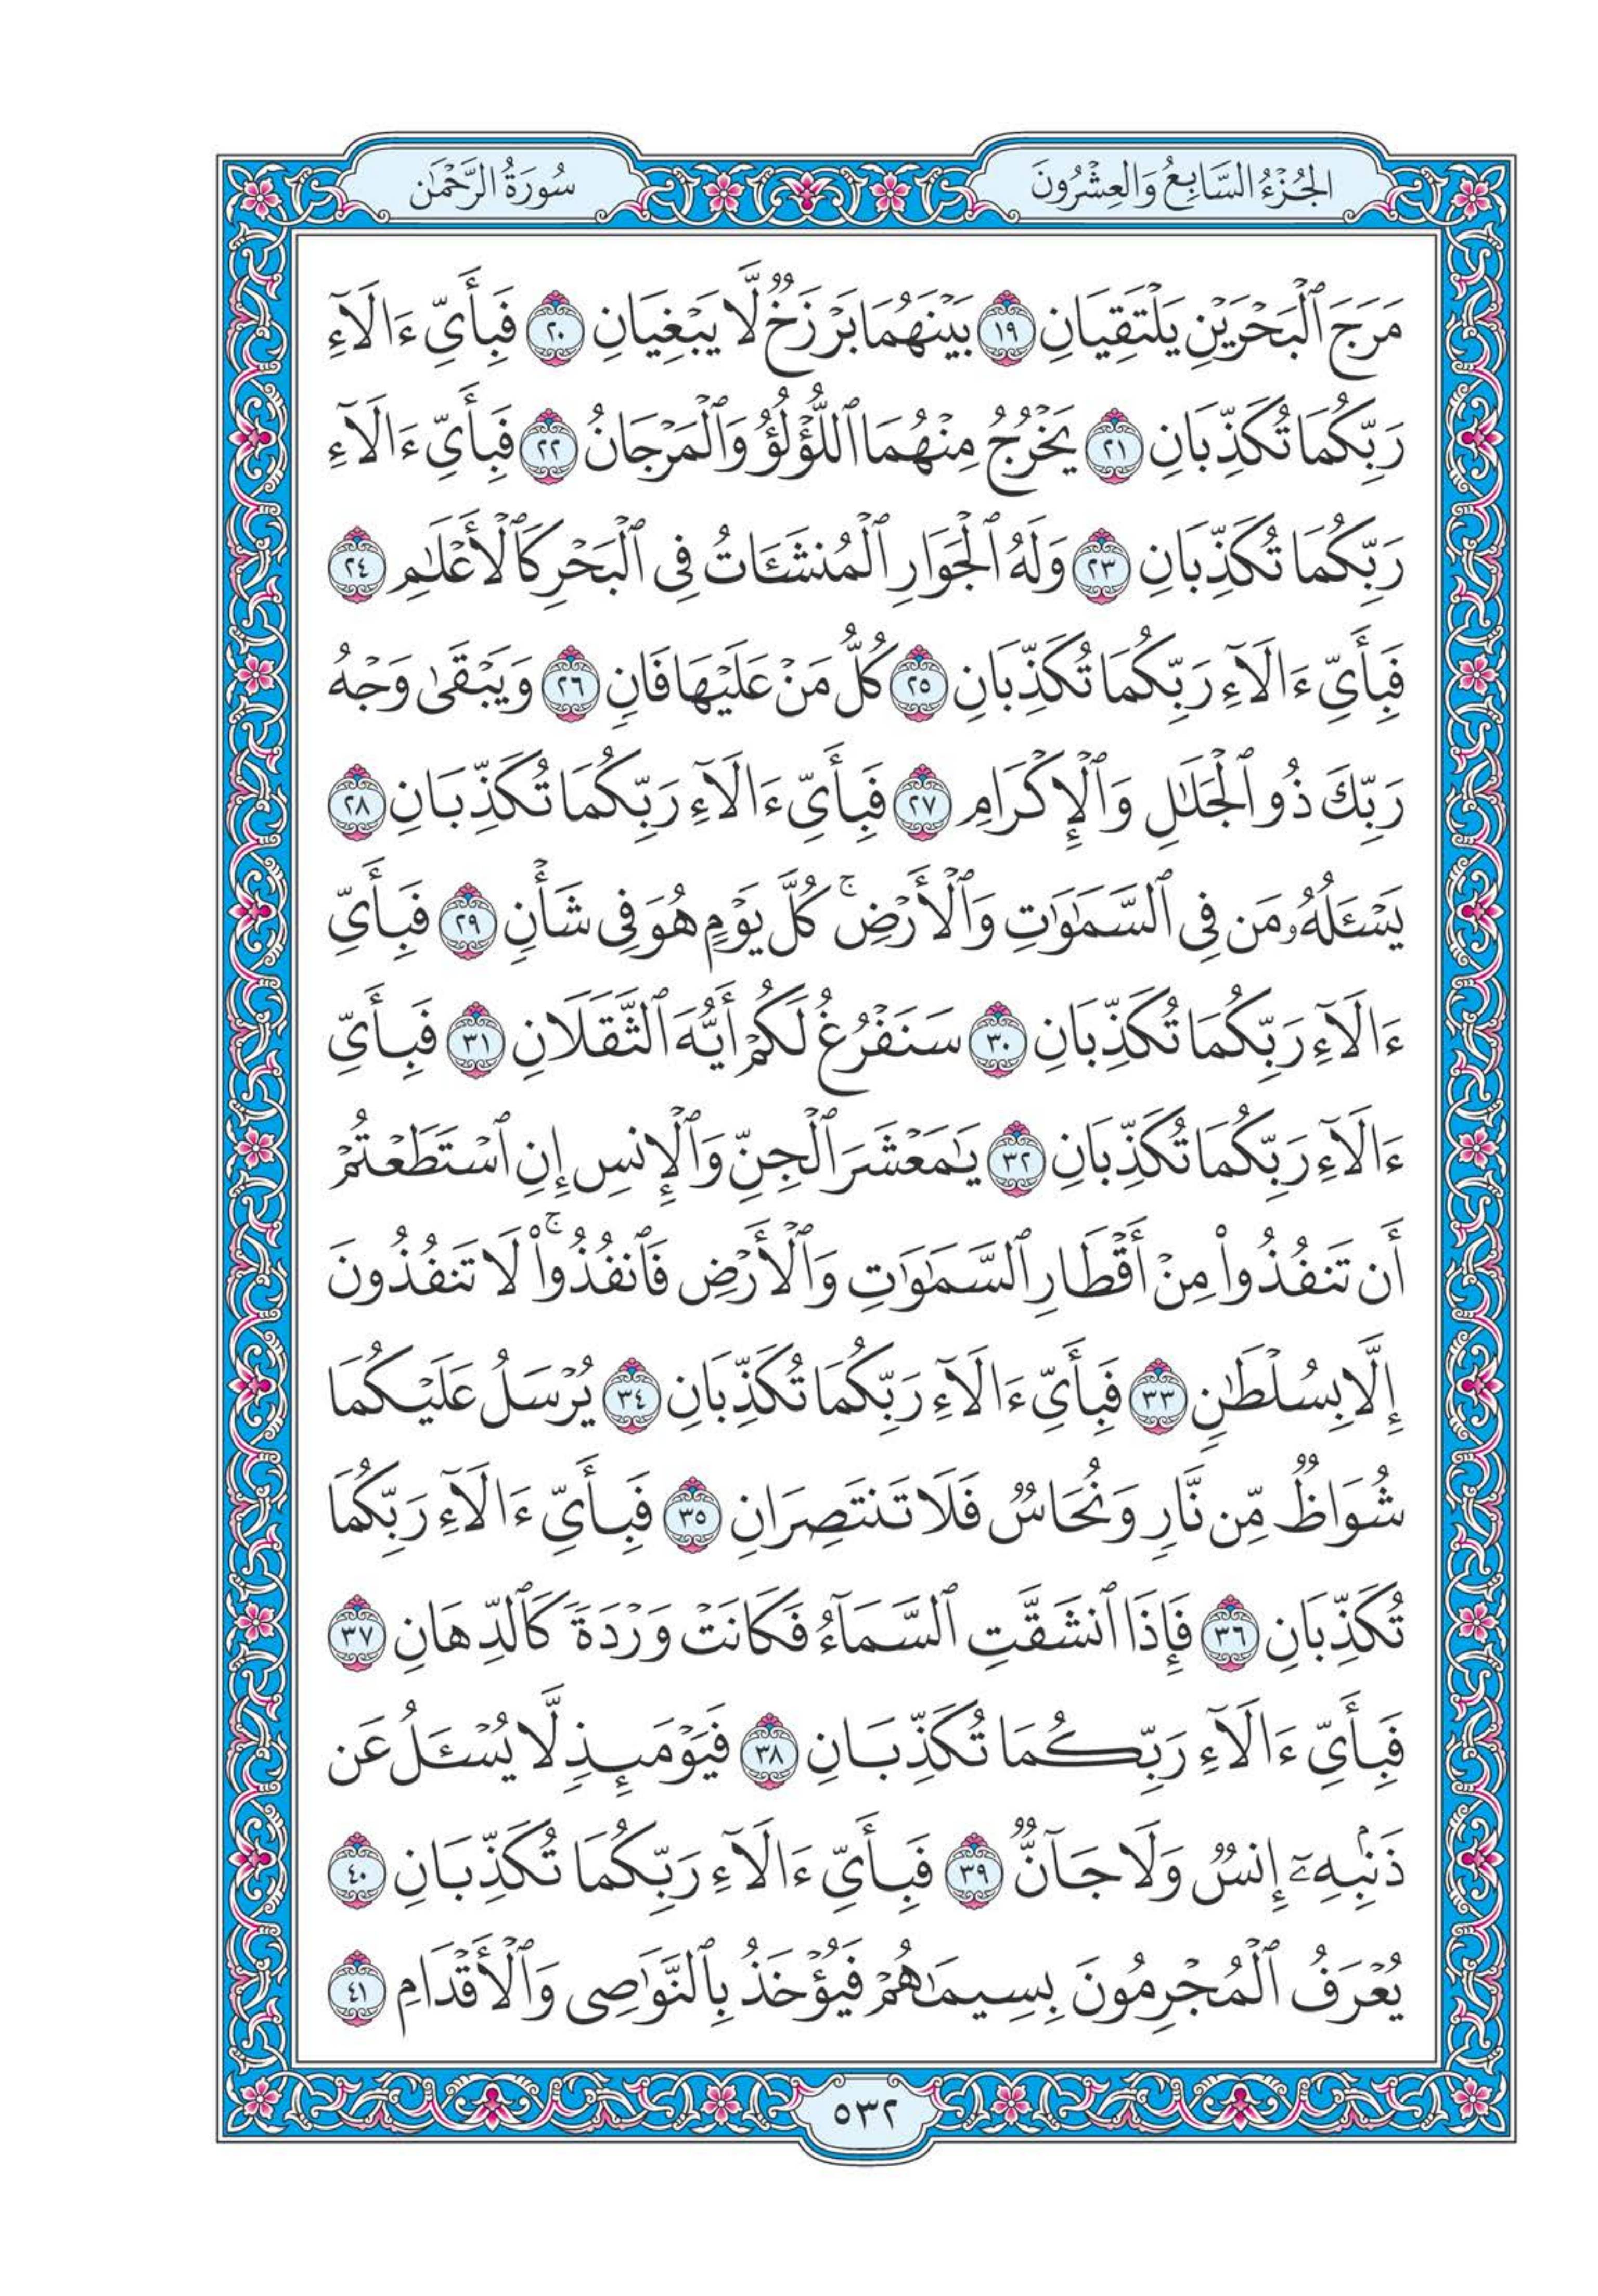 الجُزْءُ السَّابِعُ وَالعِشْرُونَ
سُورَةُ الرَّحْمَٰن
مَرَجَ ٱلْبَحْرَيْنِ يَلْتَقِيَانِ ١٩ بَيْنَهُمَا بَرْزَخٌ لَّا يَبْغِيَانِ ٢٠ فَبِأَيِّ ءَالَآءِ
رَبِّكُمَا تُكَذِّبَانِ ٢١ يَخْرُجُ مِنْهُمَا ٱللُّؤْلُؤُ وَٱلْمَرْجَانُ ٢٢ فَبِأَيِّ ءَالَآءِ
رَبِّكُمَا تُكَذِّبَانِ ٢٣ وَلَهُ ٱلْجَوَارِ ٱلْمُنشَـَٔاتُ فِى ٱلْبَحْرِ كَٱلْأَعْلَٰمِ ٢٤
فَبِأَيِّ ءَالَآءِ رَبِّكُمَا تُكَذِّبَانِ ٢٥ كُلُّ مَنْ عَلَيْهَا فَانٍ ٢٦ وَيَبْقَىٰ وَجْهُ
رَبِّكَ ذُو ٱلْجَلَٰلِ وَٱلْإِكْرَامِ ٢٧ فَبِأَيِّ ءَالَآءِ رَبِّكُمَا تُكَذِّبَانِ ٢٨
يَسْـَٔلُهُۥ مَن فِى ٱلسَّمَٰوَٰتِ وَٱلْأَرْضِ ۚ كُلَّ يَوْمٍ هُوَ فِى شَأْنٍ ٢٩ فَبِأَيِّ
ءَالَآءِ رَبِّكُمَا تُكَذِّبَانِ ٣٠ سَنَفْرُغُ لَكُمْ أَيُّهَ ٱلثَّقَلَانِ ٣١ فَبِأَيِّ
ءَالَآءِ رَبِّكُمَا تُكَذِّبَانِ ٣٢ يَٰمَعْشَرَ ٱلْجِنِّ وَٱلْإِنسِ إِنِ ٱسْتَطَعْتُمْ
أَن تَنفُذُوا۟ مِنْ أَقْطَارِ ٱلسَّمَٰوَٰتِ وَٱلْأَرْضِ فَٱنفُذُوا۟ ۚ لَا تَنفُذُونَ
إِلَّا بِسُلْطَٰنٍ ٣٣ فَبِأَيِّ ءَالَآءِ رَبِّكُمَا تُكَذِّبَانِ ٣٤ يُرْسَلُ عَلَيْكُمَا
شُوَاظٌ مِّن نَّارٍ وَنُحَاسٌ فَلَا تَنتَصِرَانِ ٣٥ فَبِأَيِّ ءَالَآءِ رَبِّكُمَا
تُكَذِّبَانِ ٣٦ فَإِذَا ٱنشَقَّتِ ٱلسَّمَآءُ فَكَانَتْ وَرْدَةً كَٱلدِّهَانِ ٣٧
فَبِأَيِّ ءَالَآءِ رَبِّكُمَا تُكَذِّبَانِ ٣٨ فَيَوْمَئِذٍ لَّا يُسْـَٔلُ عَن
ذَنۢبِهِۦٓ إِنسٌ وَلَا جَآنٌّ ٣٩ فَبِأَيِّ ءَالَآءِ رَبِّكُمَا تُكَذِّبَانِ ٤٠
يُعْرَفُ ٱلْمُجْرِمُونَ بِسِيمَٰهُمْ فَيُؤْخَذُ بِٱلنَّوَٰصِى وَٱلْأَقْدَامِ ٤١
٥٣٢